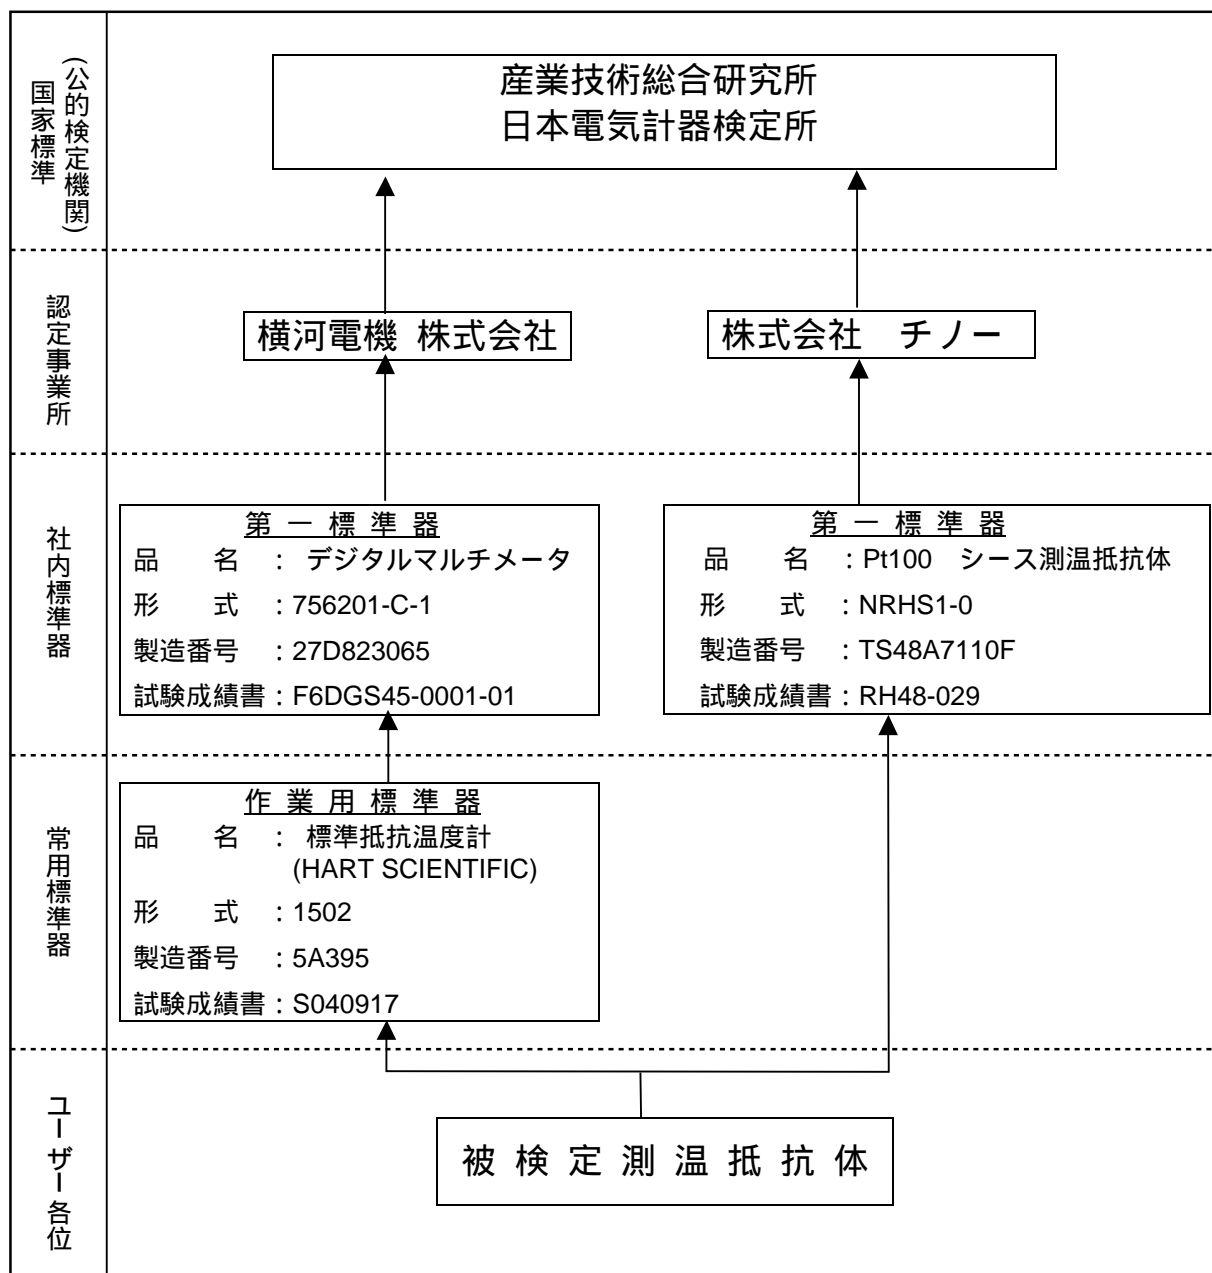 国家標準
(公的検定機関)
産業技術総合研究所
日本電気計器検定所
認定事業所
横河電機 株式会社
株式会社 チノー
社内標準器
第一標準器
品 名 : デジタルマルチメータ
形 式 : 756201-C-1
製造番号 : 27D823065
試験成績書 : F6DGS45-0001-01
第一標準器
品 名 : Pt100 シース測温抵抗体
形 式 : NRHS1-0
製造番号 : TS48A7110F
試験成績書 : RH48-029
常用標準器
作業用標準器
品 名 : 標準抵抗温度計
(HART SCIENTIFIC)
形 式 : 1502
製造番号 : 5A395
試験成績書 : S040917
ユーザー各位
被検定測温抵抗体